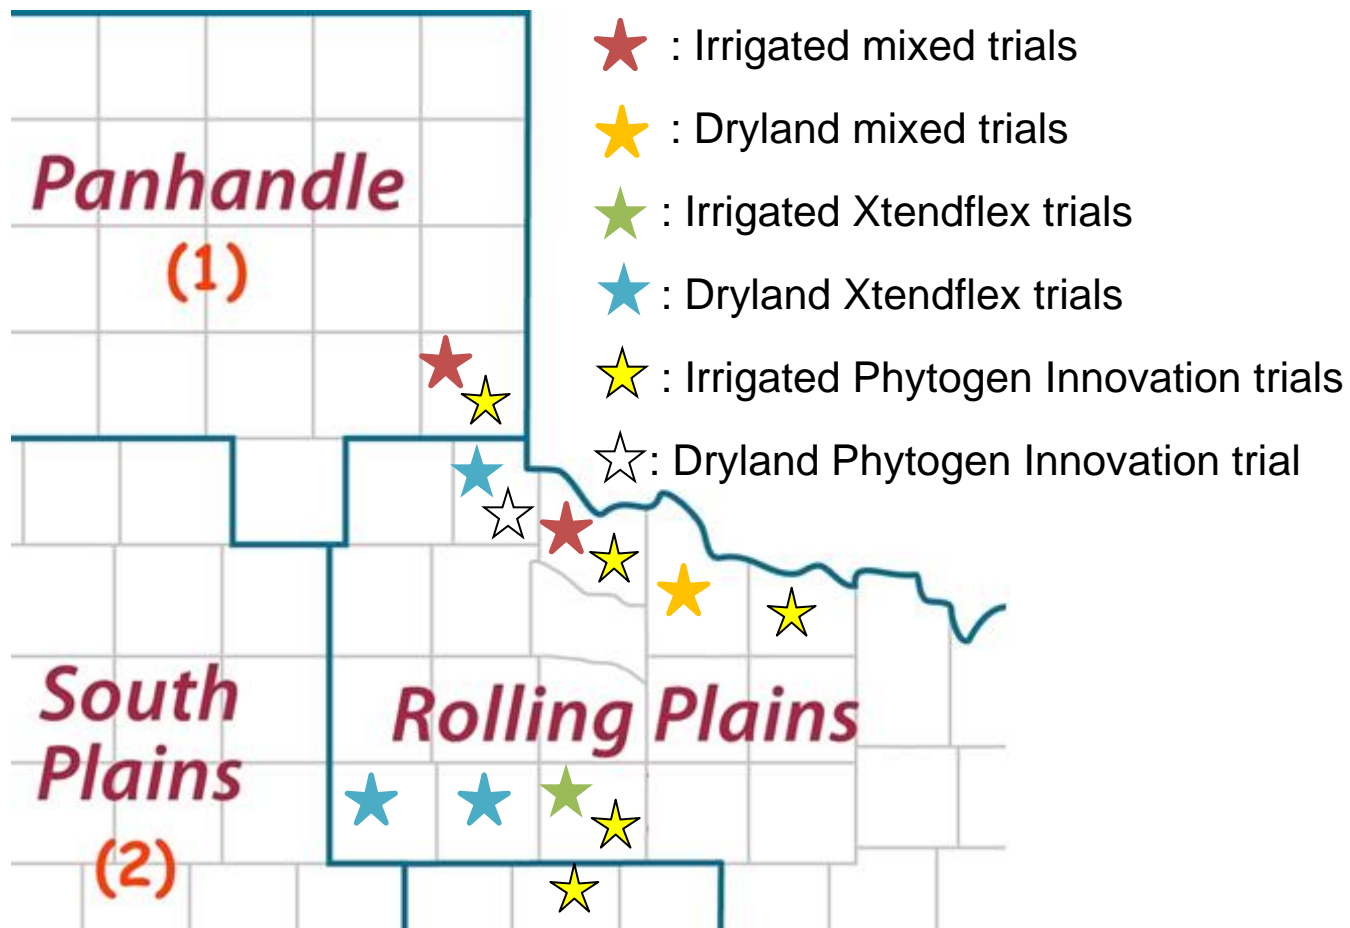 : Irrigated mixed trials
: Dryland mixed trials
Panhandle
(1)
: Irrigated Xtendflex trials
: Dryland Xtendflex trials
: Irrigated Phytogen Innovation trials
: Dryland Phytogen Innovation trial
South
Plains
(2)
Rolling Plains